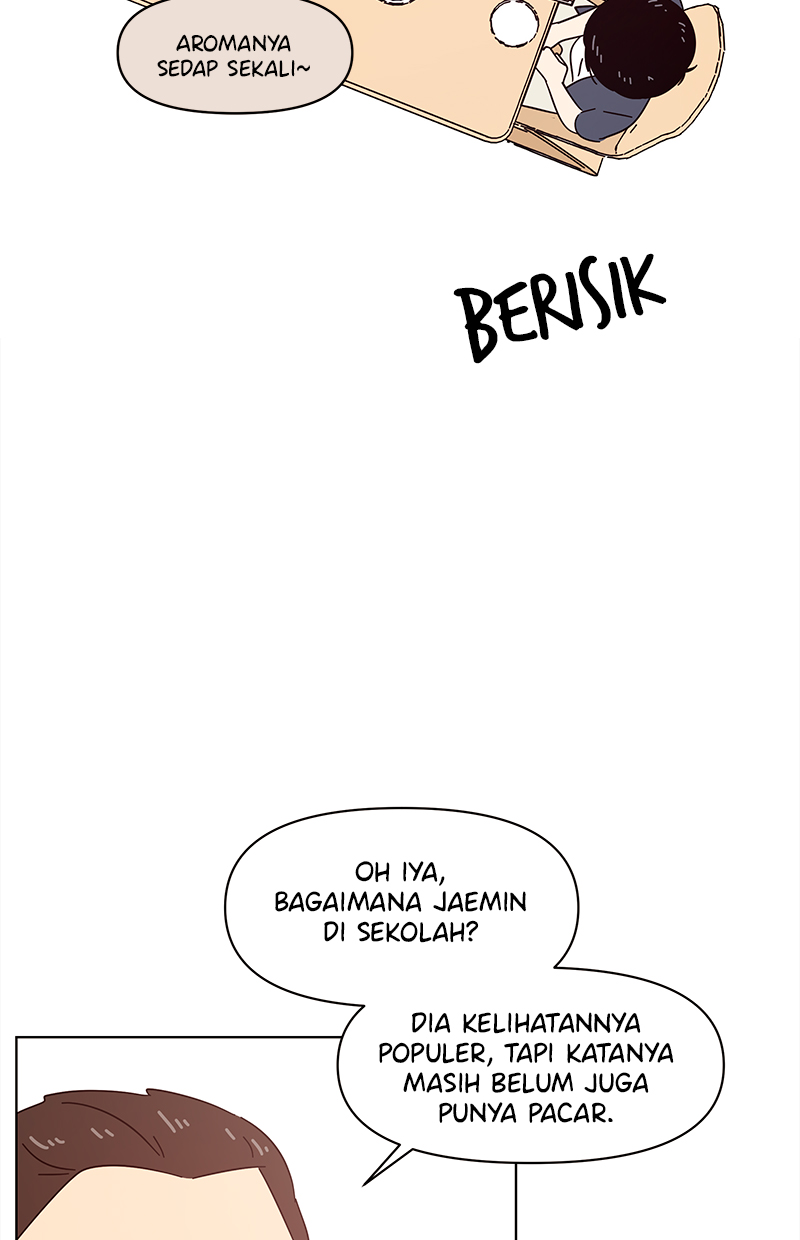 AROMANYA
SEDAP SEKALI~
BERISIK
OH IYA,
BAGAIMANA JAEMIN
DI SEKOLAH?
DIA KELIHATANNYA
POPULER, TAPI KATANYA
MASIH BELUM JUGA
PUNYA PACAR.